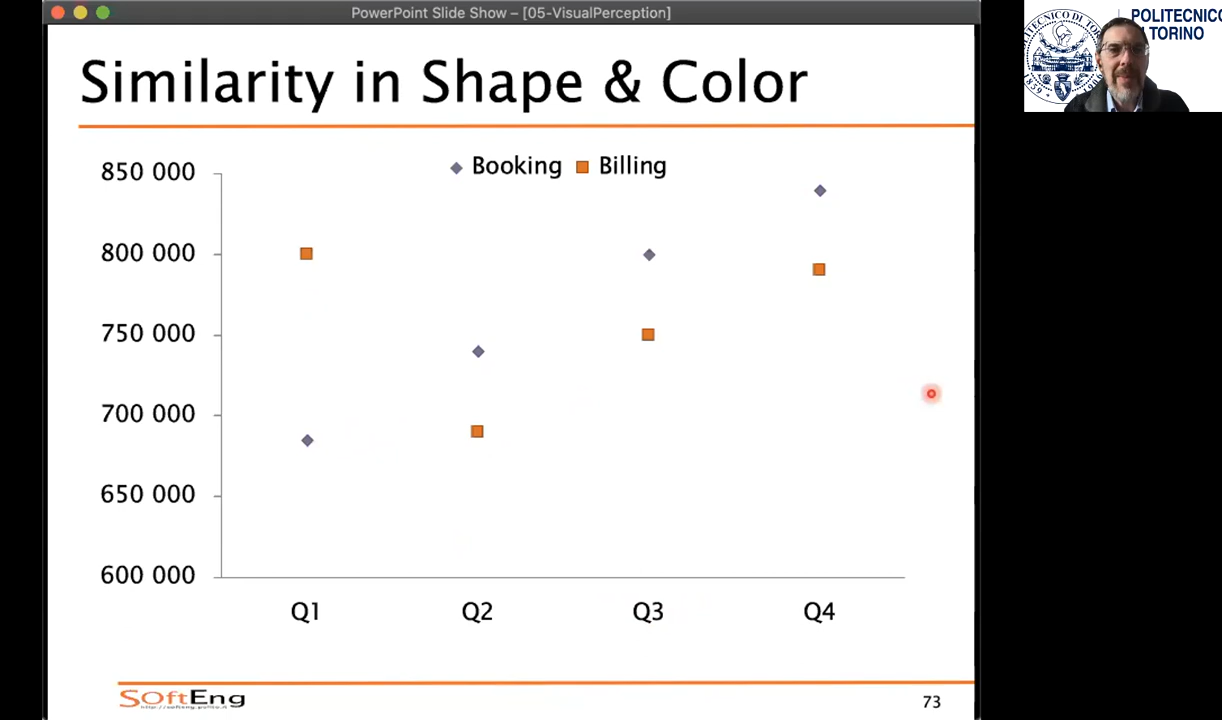 PowerPoint Slide Show – [05-VisualPerception]
POLITECNICO
DI TORINO
Similarity in Shape & Color
Booking Billing
850 000
800 000
750 000
700 000
650 000
600 000
Q1 Q2 Q3 Q4
SOftEng
73